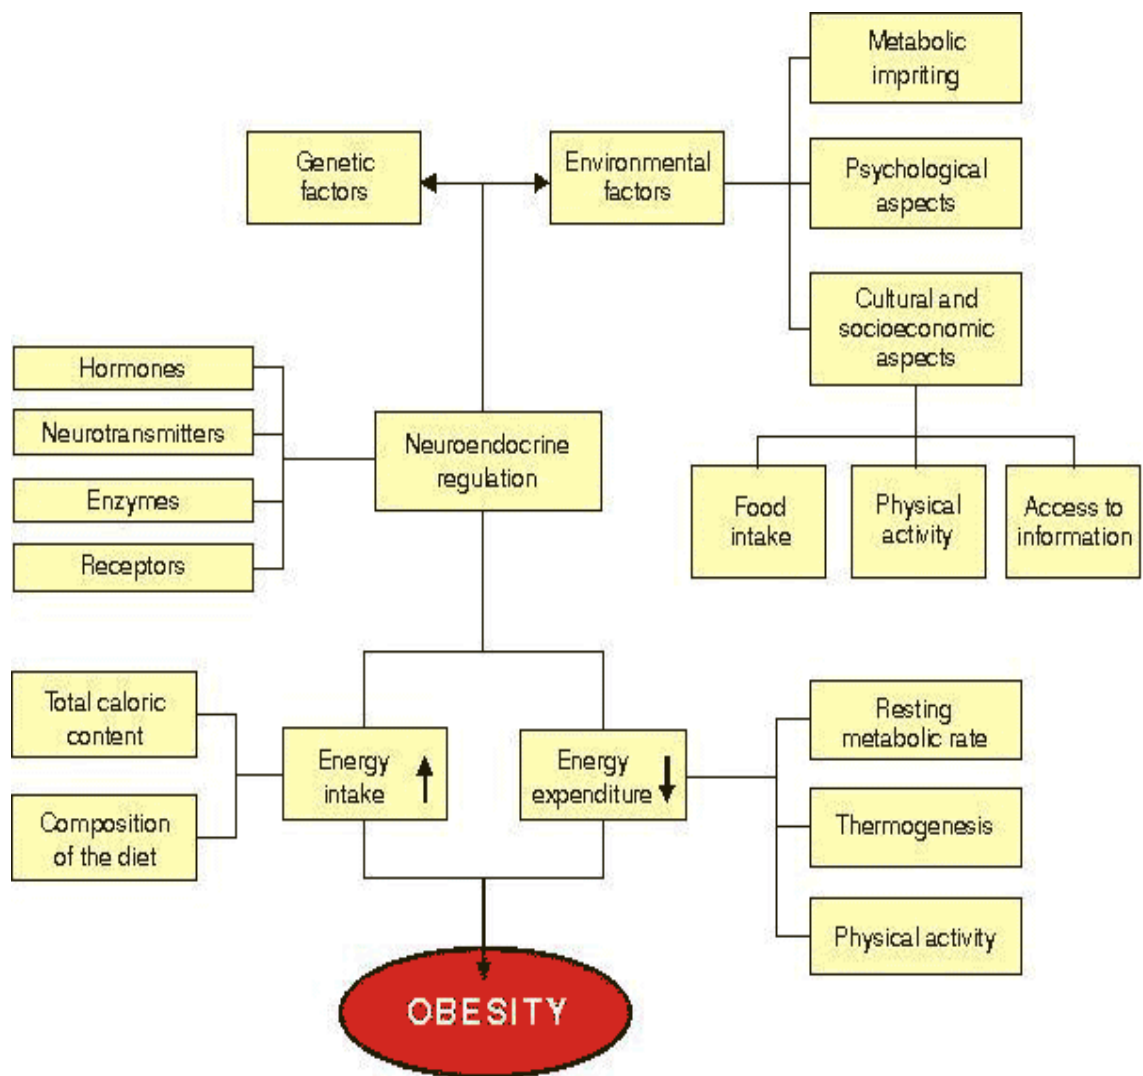 Metabolic
impriting
Genetic
factors
Environmental
factors
Psychological
aspects
Cultural and
socioeconomic
aspects
Hormones
Neurotransmitters
Enzymes
Receptors
Neuroendocrine
regulation
Food
intake
Physical
activity
Access to
information
Total caloric
content
Composition
of the diet
Energy
intake
Energy
expenditure
Resting
metabolic rate
Thermogenesis
Physical activity
OBESITY